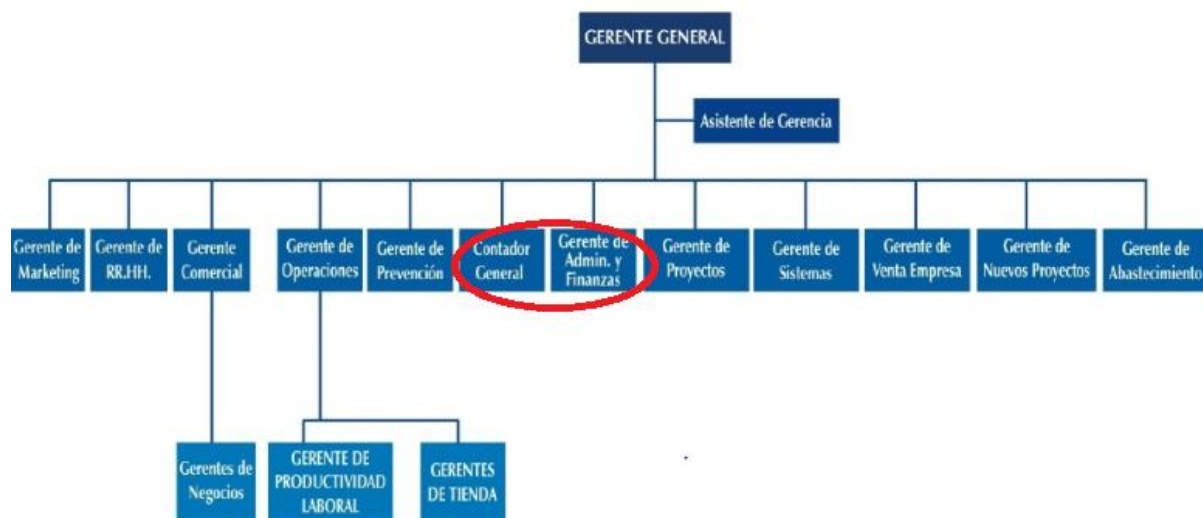 GERENTE GENERAL
Asistente de Gerencia
Gerente de
Marketing
Gerente de
RR.HH.
Gerente
Comercial
Gerente de
Operaciones
Gerente de
Prevención
Contador
General
Gerente de
Admin. y
Finanzas
Gerente de
Proyectos
Gerente de
Sistemas
Gerente de
Venta Empresa
Gerente de
Nuevos Proyectos
Gerente de
Abastecimiento
Gerentes de
Negocios
GERENTE DE
PRODUCTIVIDAD
LABORAL
GERENTES
DE TIENDA